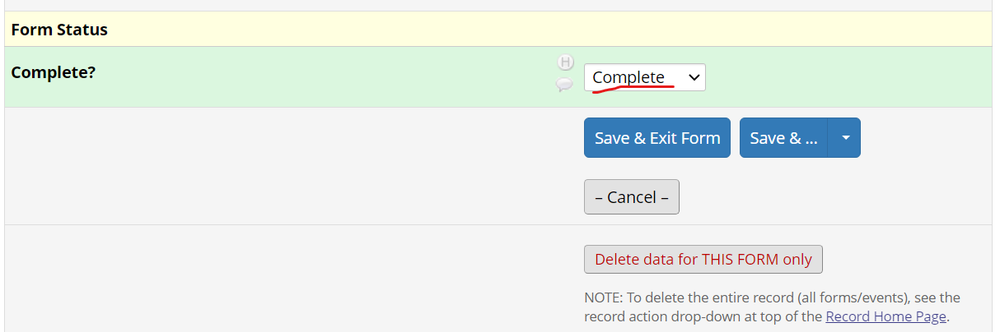 Form Status
Complete?
H
Complete
Save & Exit Form
Save & ...
– Cancel –
Delete data for THIS FORM only
NOTE: To delete the entire record (all forms/events), see the
record action drop-down at top of the Record Home Page.